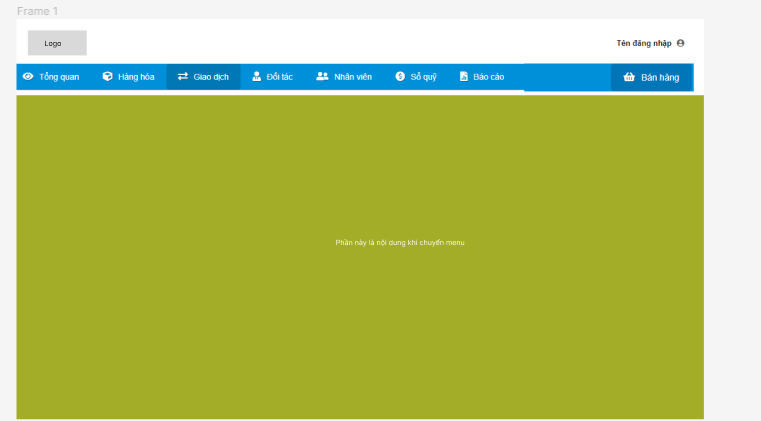 Frame 1
Logo
Tên đăng nhập
Tổng quan
Hàng hóa
Giao dịch
Đối tác
Nhân viên
Sổ quỹ
Báo cáo
Bán hàng
Phần này là nội dung khi chuyển menu